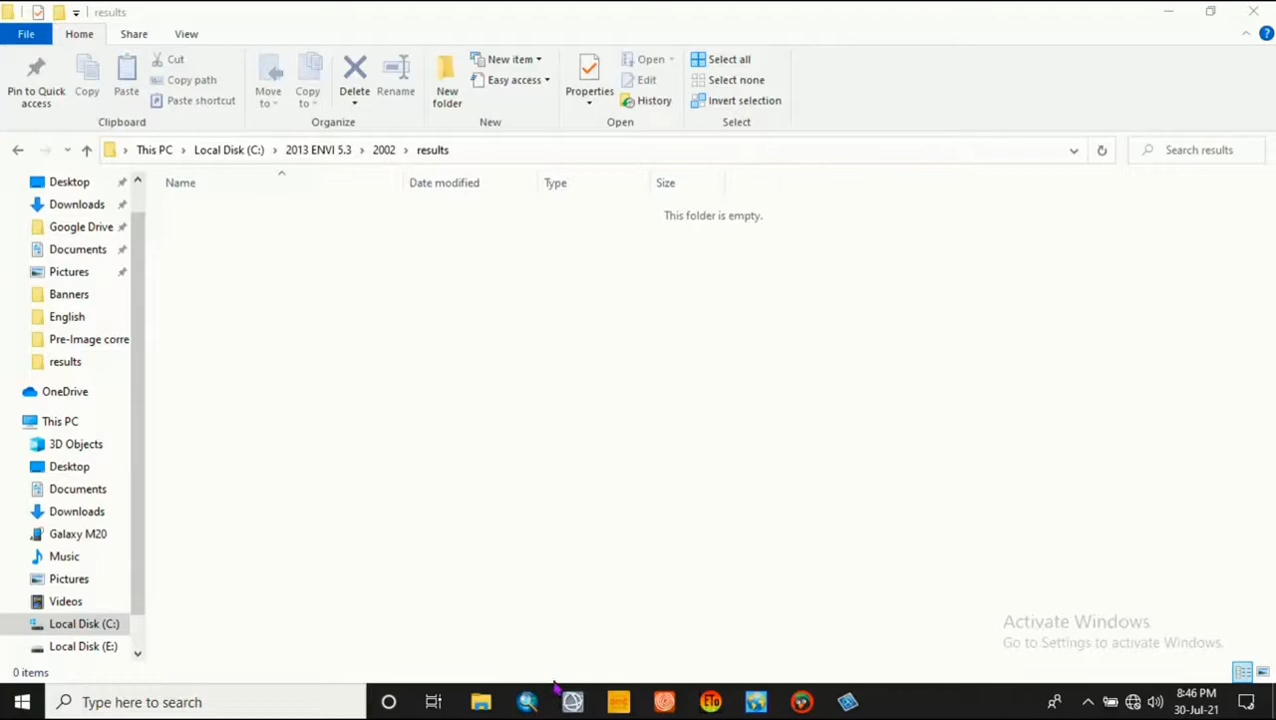 results
File Home Share View
Pin to Quick access
Copy
Paste
Cut
Copy path
Paste shortcut
Clipboard
Move to
Copy to
Delete
Rename
Organize
New folder
New item
Easy access
New
Properties
Open
Edit
History
Open
Select all
Select none
Invert selection
Select
This PC Local Disk (C:) 2013 ENVI 5.3 2002 results
Search results
Name Date modified Type Size
This folder is empty.
Desktop
Downloads
Google Drive
Documents
Pictures
Banners
English
Pre-Image corre
results
OneDrive
This PC
3D Objects
Desktop
Documents
Downloads
Galaxy M20
Music
Pictures
Videos
Local Disk (C:)
Local Disk (E:)
Activate Windows
Go to Settings to activate Windows.
0 items
Type here to search
ETo
8:46 PM
30-Jul-21